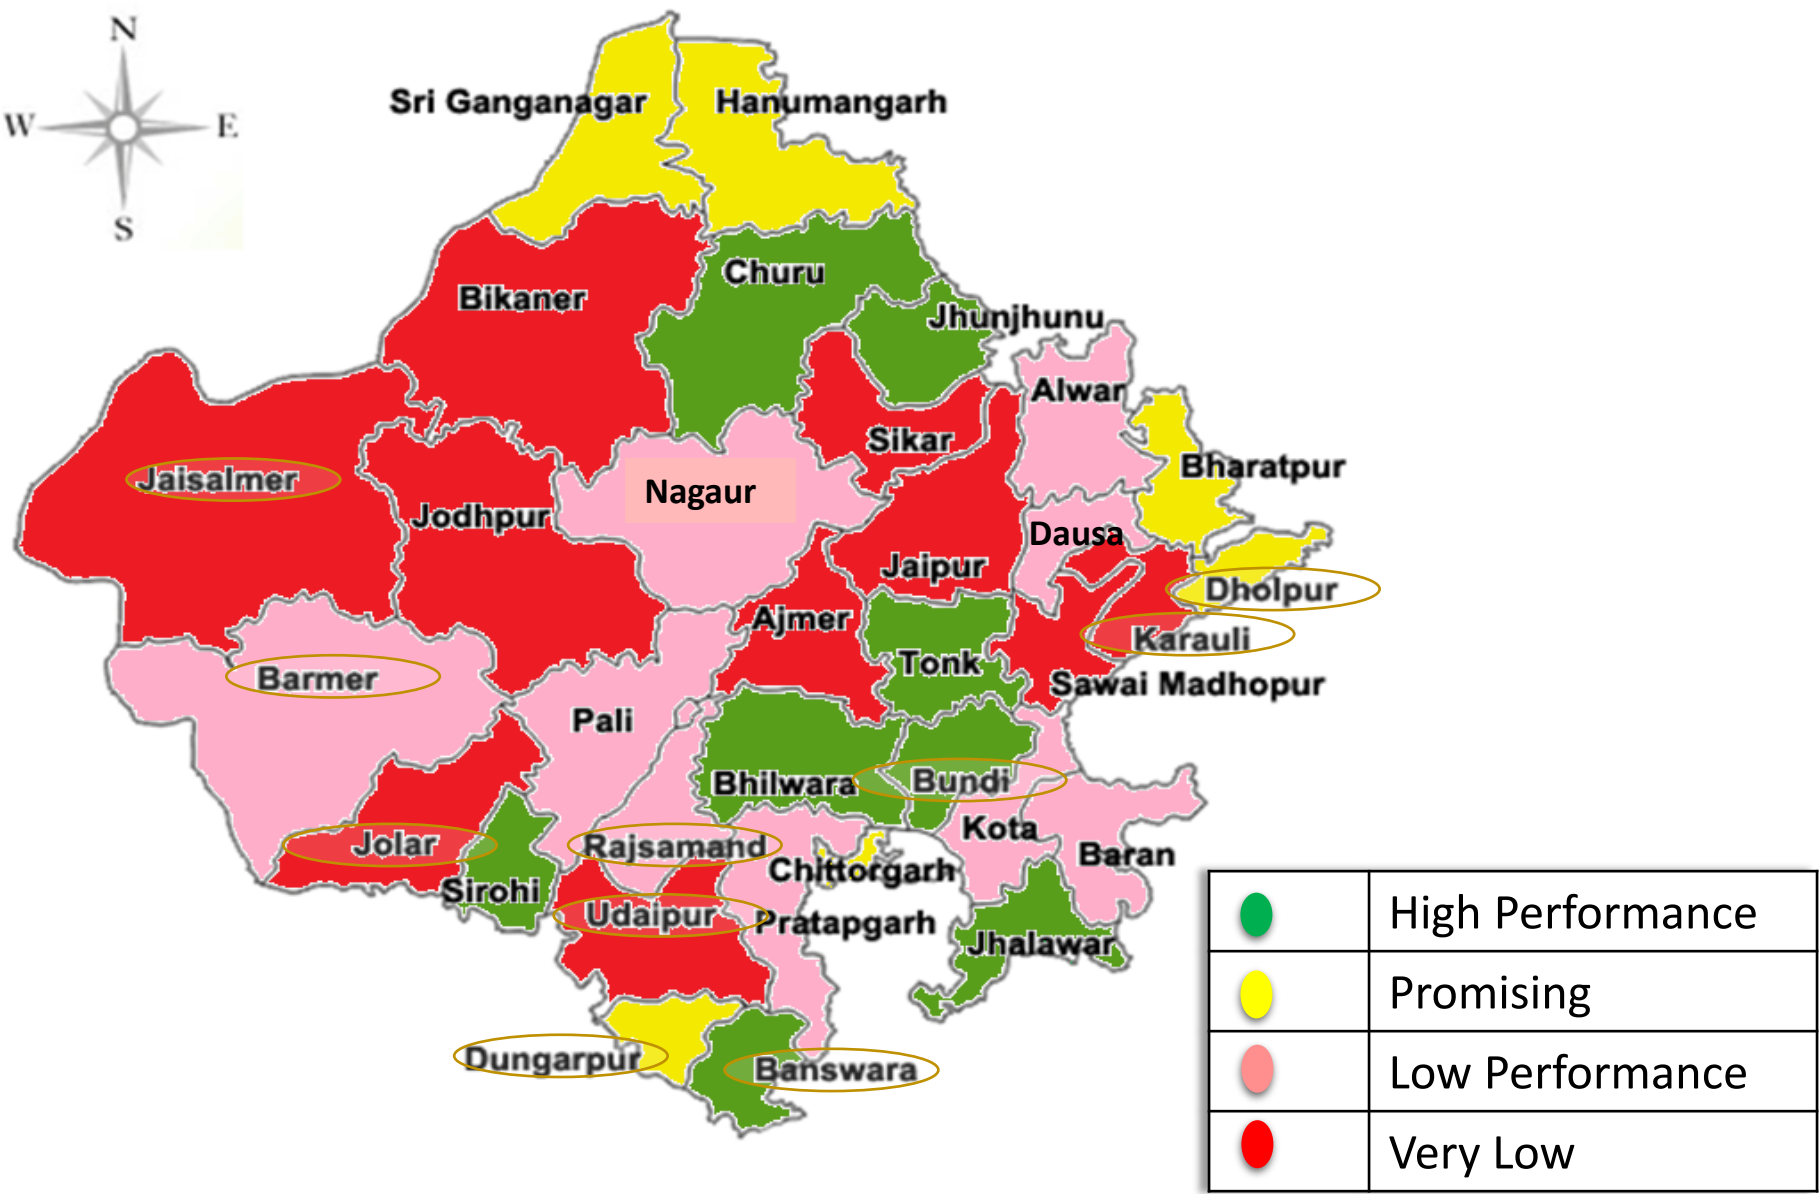 N
W
E
S
Sri Ganganagar
Hanumangarh
Churu
Bikaner
Jhunjhunu
Alwar
Sikar
Bharatpur
Jaisalmer
Nagaur
Jodhpur
Dausa
Jaipur
Dholpur
Ajmer
Karauli
Tonk
Barmer
Sawai Madhopur
Pali
Bhilwara
Bundi
Kota
Jolar
Rajsamand
Baran
Chittorgarh
Sirohi
Udaipur
Pratapgarh
Jhalawar
Dungarpur
Banswara
High Performance
Promising
Low Performance
Very Low